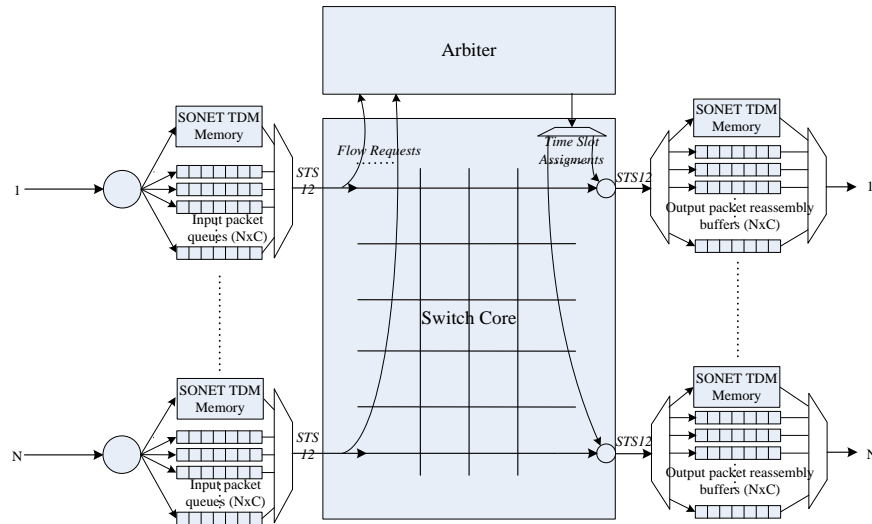 Arbiter
SONET TDM
Memory
Flow Requests
Time Slot
Assigments
SONET TDM
Memory
STS
12
STS12
1
1
Input packet
queues (NxC)
Output packet reassembly
buffers (NxC)
Switch Core
SONET TDM
Memory
SONET TDM
Memory
STS
12
STS12
N
N
Input packet
queues (NxC)
Output packet reassembly
buffers (NxC)